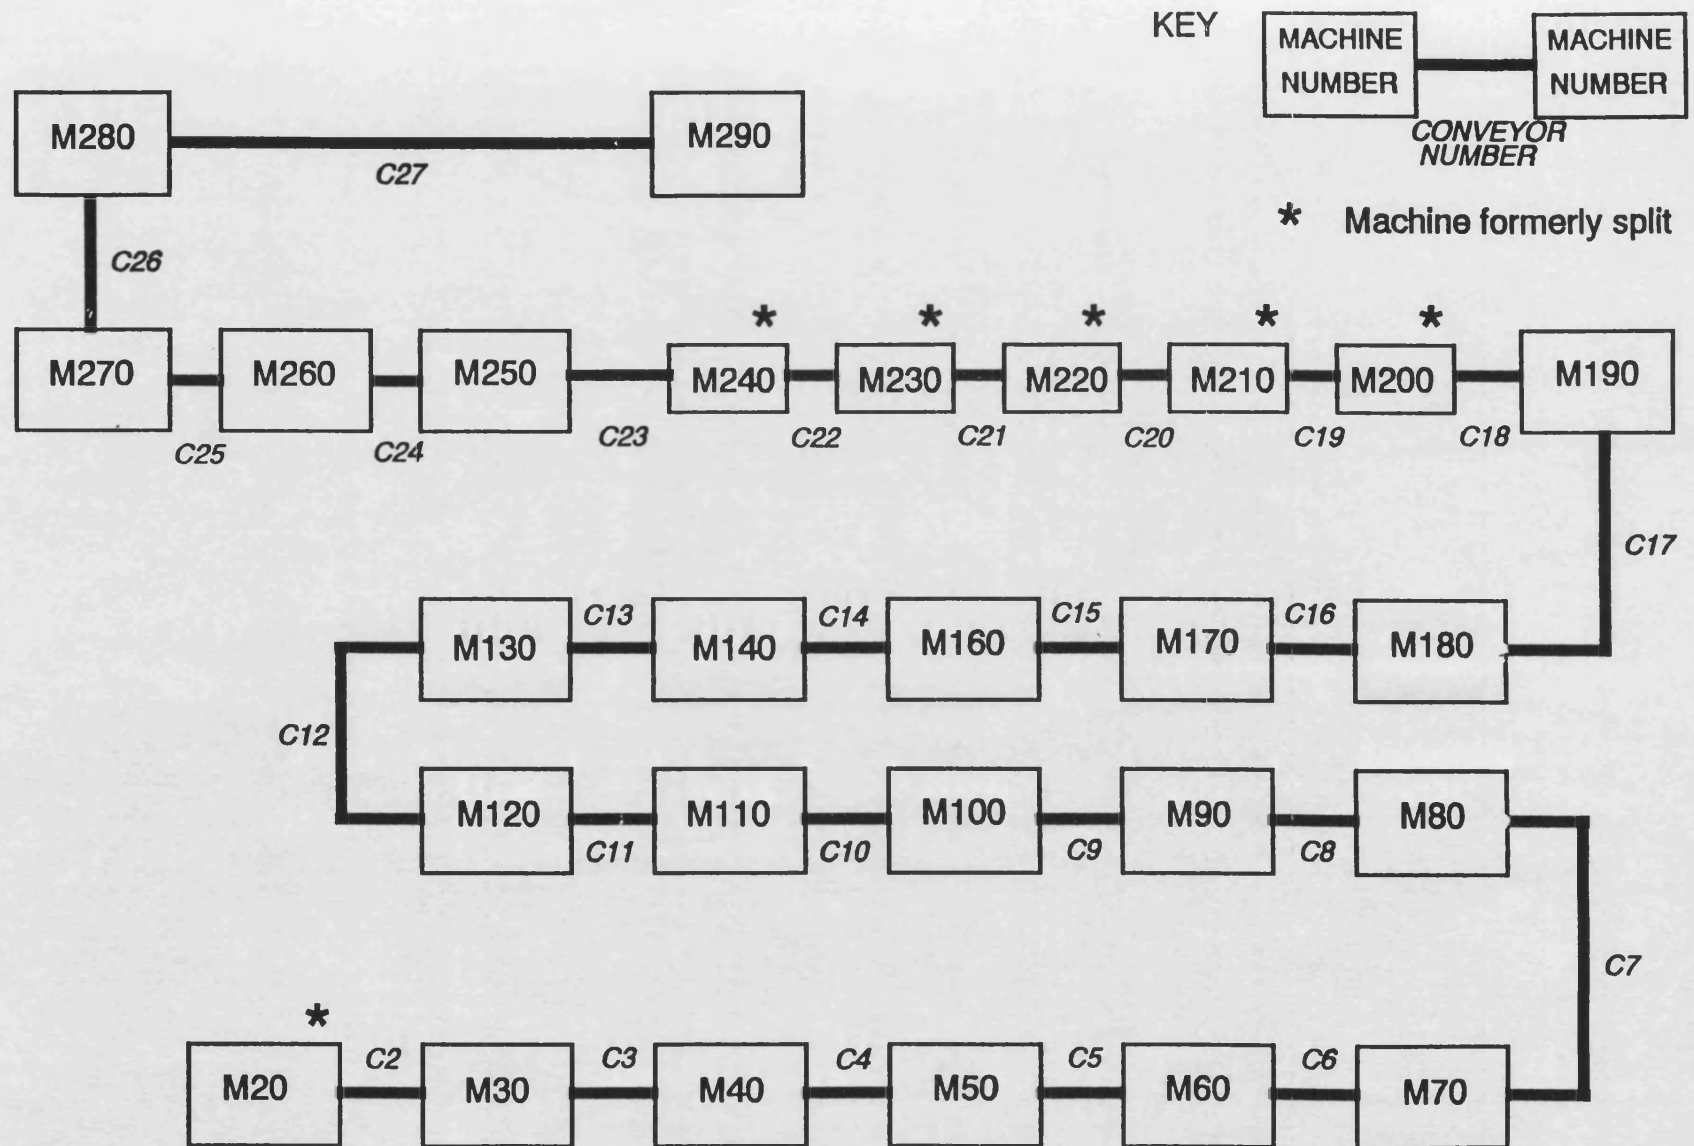 KEY
MACHINE NUMBER
MACHINE NUMBER
CONVEYOR
NUMBER
* Machine formerly split
M280
M290
C27
C26
* * * * *
M270
M260
M250
M240
M230
M220
M210
M200
M190
C25
C24
C23
C22
C21
C20
C19
C18
C17
C13
C14
C15
C16
M130
M140
M160
M170
M180
C12
M120
M110
M100
M90
M80
C11
C10
C9
C8
C7
*
C2
C3
C4
C5
C6
M20
M30
M40
M50
M60
M70